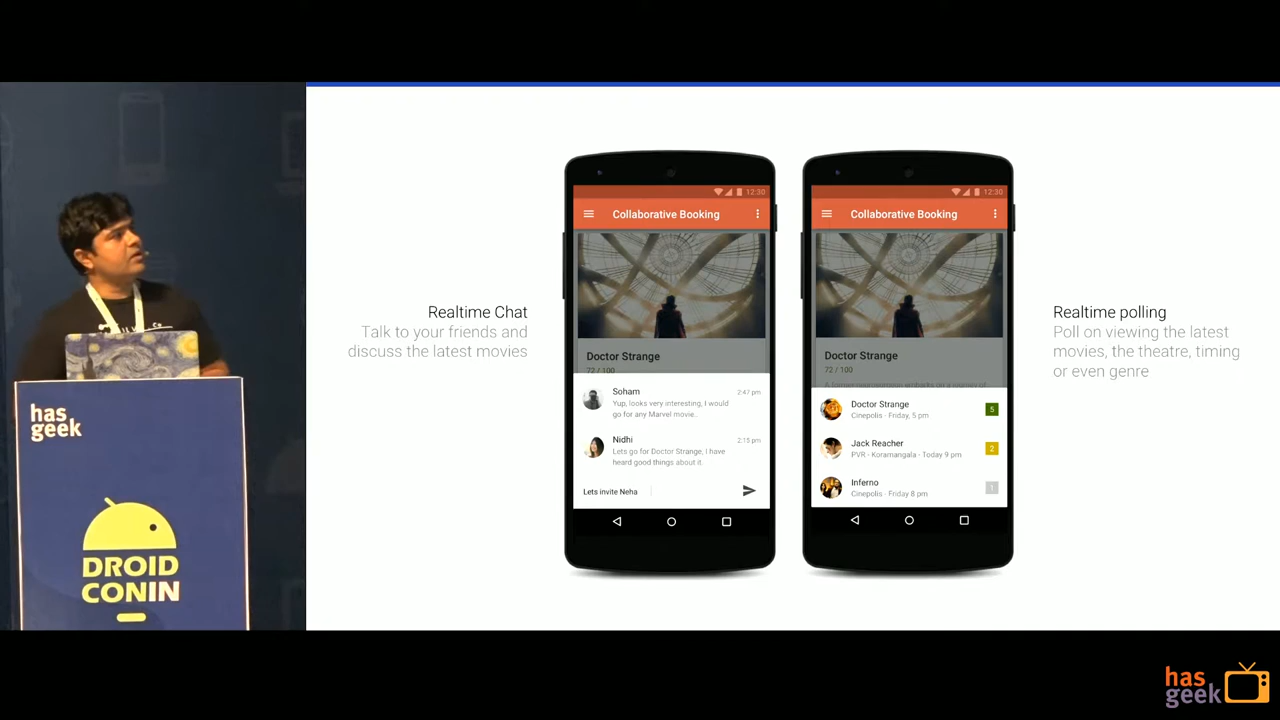 has
geek
DROID
CONIN
Realtime Chat
Talk to your friends and
discuss the latest movies
12:30
Collaborative Booking
Doctor Strange
72 / 100
Soham
2:47 pm
Yup, looks very interesting, I would
go for any Marvel movie..
Nidhi
2:15 pm
Lets go for Doctor Strange, I have
heard good things about it.
Lets invite Neha
12:30
Collaborative Booking
Doctor Strange
72 / 100
Doctor Strange
Cinepolis - Friday, 5 pm
5
Jack Reacher
PVR - Koramangala - Today 9 pm
2
Inferno
Cinepolis - Friday 8 pm
1
Realtime polling
Poll on viewing the latest
movies, the theatre, timing
or even genre
has
geek